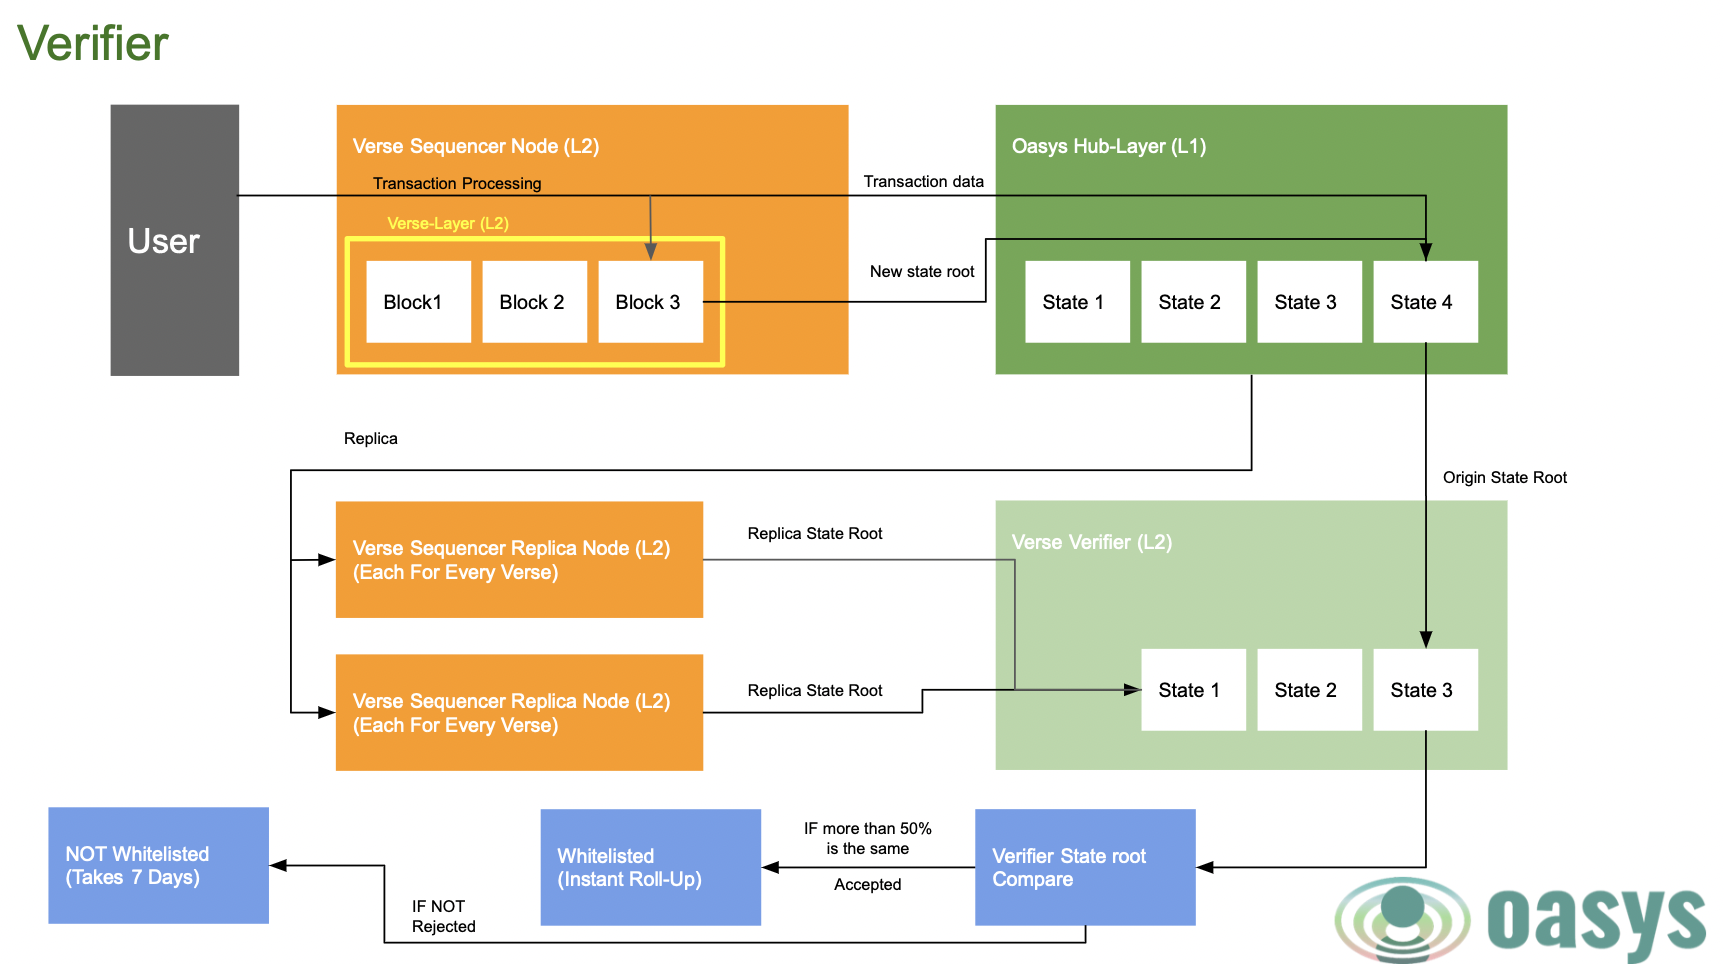 Verifier
User
Verse Sequencer Node (L2)
Transaction Processing
Verse-Layer (L2)
Block1
Block 2
Block 3
Transaction data
New state root
Oasys Hub-Layer (L1)
State 1
State 2
State 3
State 4
Replica
Origin State Root
Verse Sequencer Replica Node (L2)
(Each For Every Verse)
Replica State Root
Verse Verifier (L2)
Verse Sequencer Replica Node (L2)
(Each For Every Verse)
Replica State Root
State 1
State 2
State 3
NOT Whitelisted
(Takes 7 Days)
IF NOT
Rejected
Whitelisted
(Instant Roll-Up)
IF more than 50%
is the same
Accepted
Verifier State root
Compare
oasys